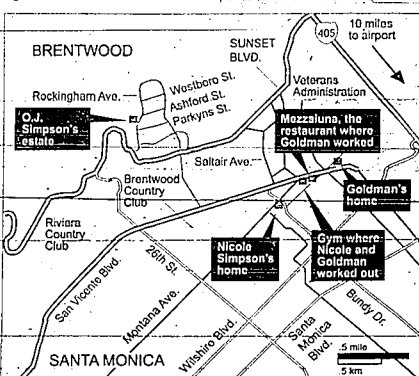 BRENTWOOD
SUNSET
BLVD.
405
10 miles
to airport
Rockingham Ave.
Westboro St.
Ashford St.
Parkyns St.
Veterans
Administration
O.J.
Simpson's
estate
Mezzaluna, the
restaurant where
Goldman worked
Saltair Ave.
Brentwood
Country
Club
Goldman's
home
Riviera
Country
Club
Nicole
Simpson's
home
Gym where
Nicole and
Goldman
worked out
26th St.
San Vicente Blvd.
Montana Ave.
Wilshire Blvd.
Santa
Monica
Blvd.
Bundy Dr.
SANTA MONICA
.5 mile
.5 km